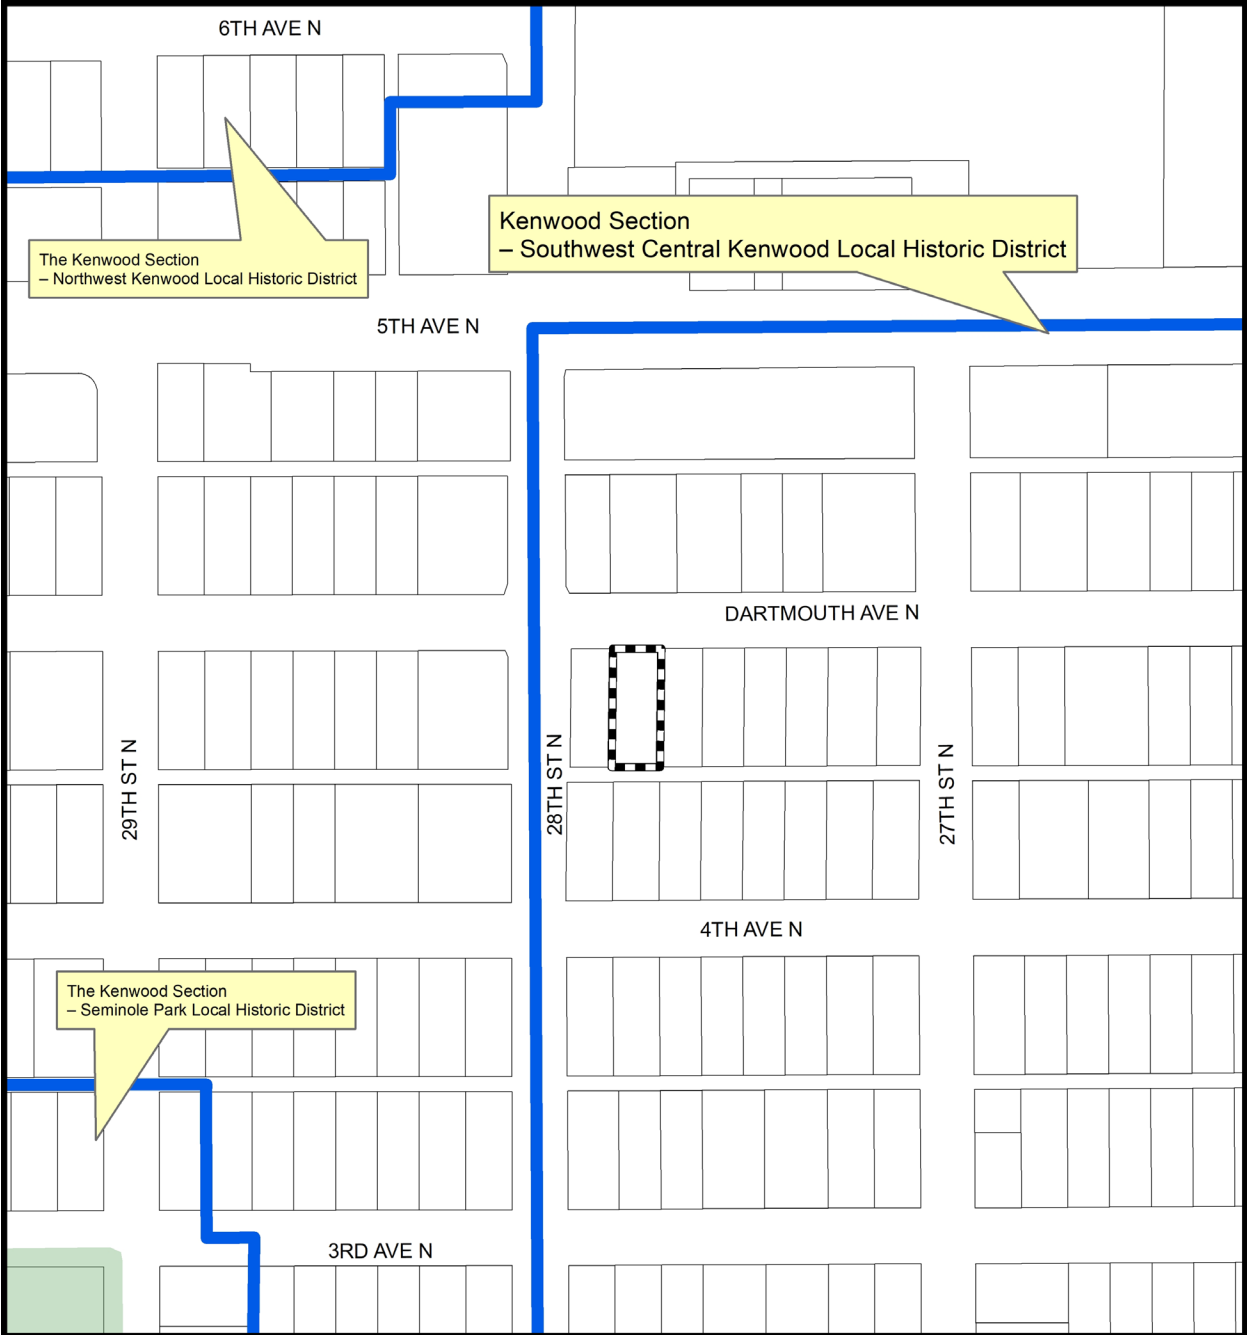 6TH AVE N
Kenwood Section
– Southwest Central Kenwood Local Historic District
The Kenwood Section
– Northwest Kenwood Local Historic District
5TH AVE N
DARTMOUTH AVE N
29TH ST N
28TH ST N
27TH ST N
4TH AVE N
The Kenwood Section
– Seminole Park Local Historic District
3RD AVE N